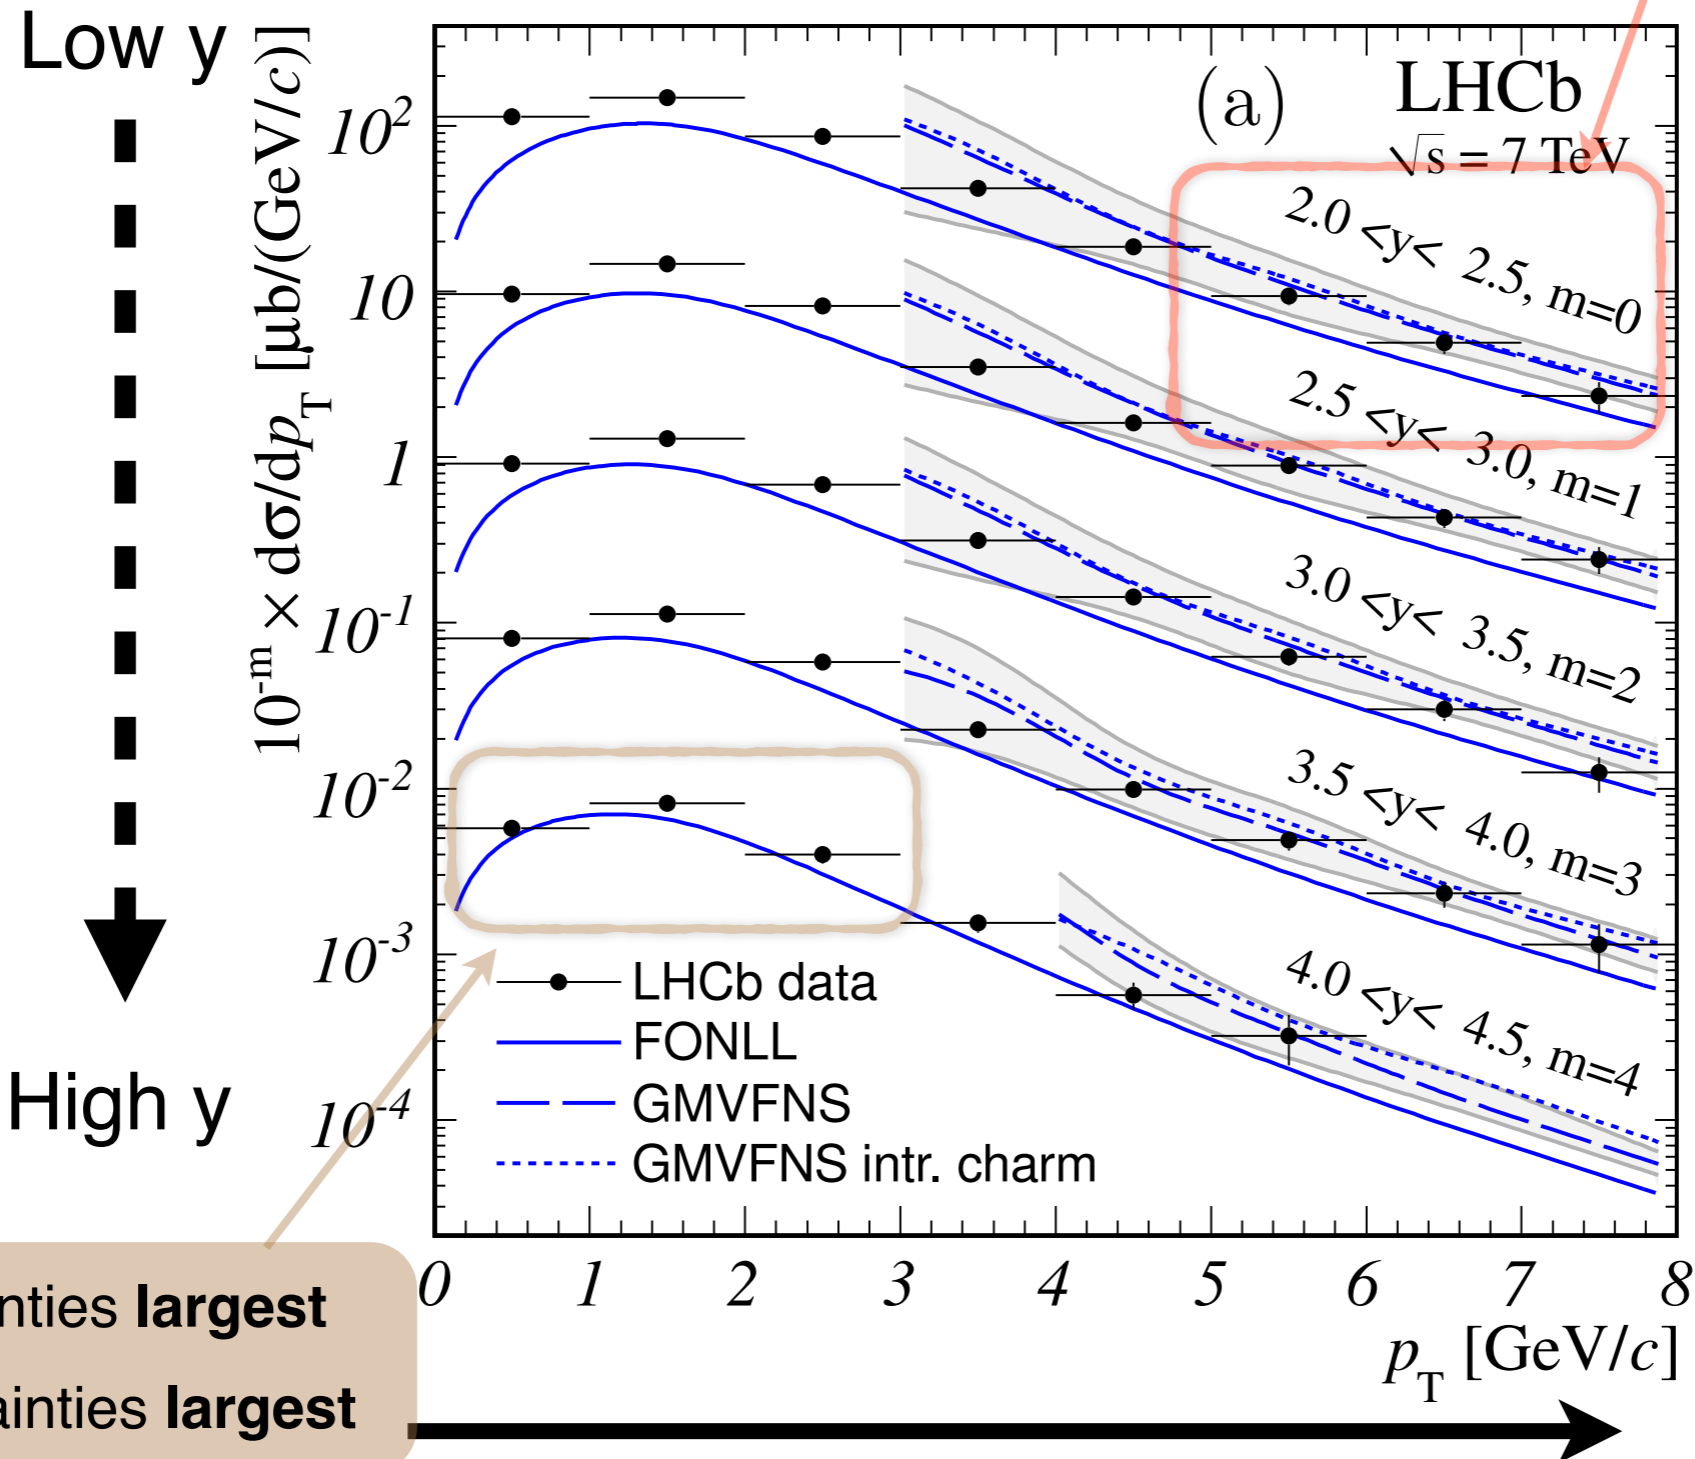 Low y
High y
10^-m × dσ/dp_T [μb/(GeV/c)]
10^2
10
1
10^-1
10^-2
10^-3
10^-4
(a)
LHCb
√s = 7 TeV
2.0 <y< 2.5, m=0
2.5 <y< 3.0, m=1
3.0 <y< 3.5, m=2
3.5 <y< 4.0, m=3
4.0 <y< 4.5, m=4
LHCb data
FONLL
GMVFNS
GMVFNS intr. charm
0 1 2 3 4 5 6 7 8
p_T [GeV/c]
nties largest
ainties largest